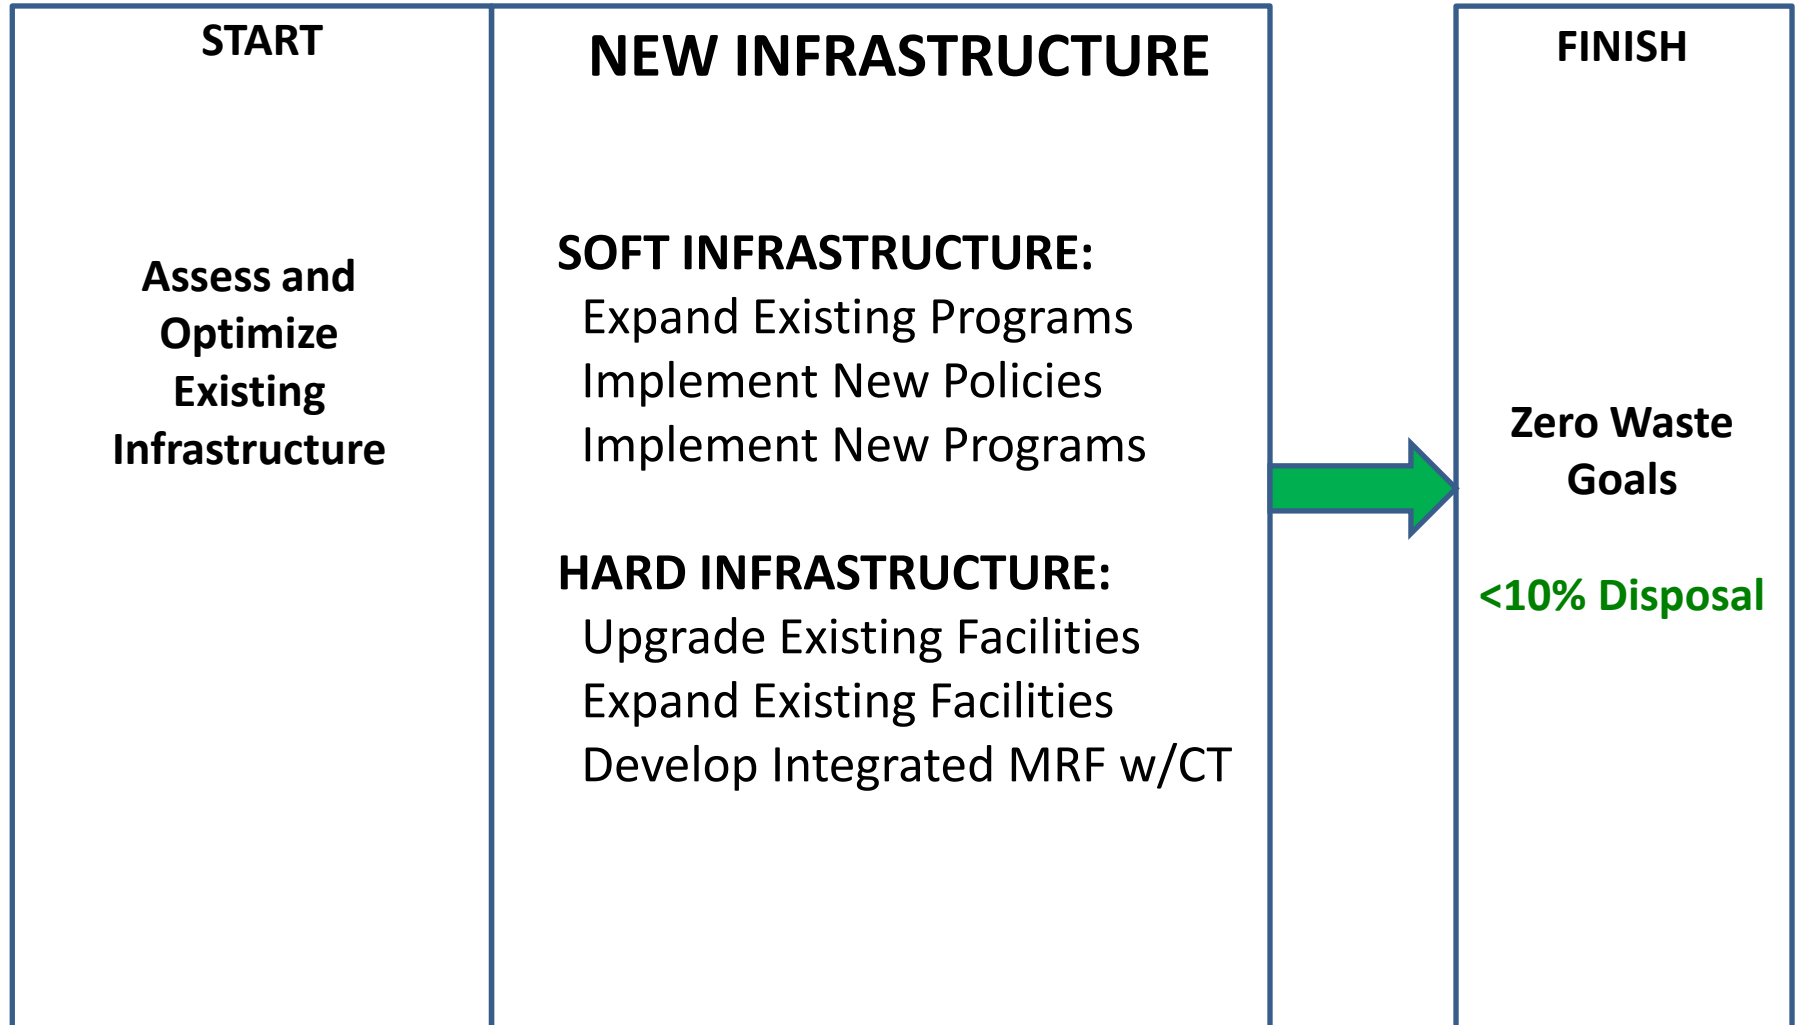 START
Assess and
Optimize
Existing
Infrastructure
NEW INFRASTRUCTURE
SOFT INFRASTRUCTURE:
Expand Existing Programs
Implement New Policies
Implement New Programs
HARD INFRASTRUCTURE:
Upgrade Existing Facilities
Expand Existing Facilities
Develop Integrated MRF w/CT
FINISH
Zero Waste
Goals
<10% Disposal